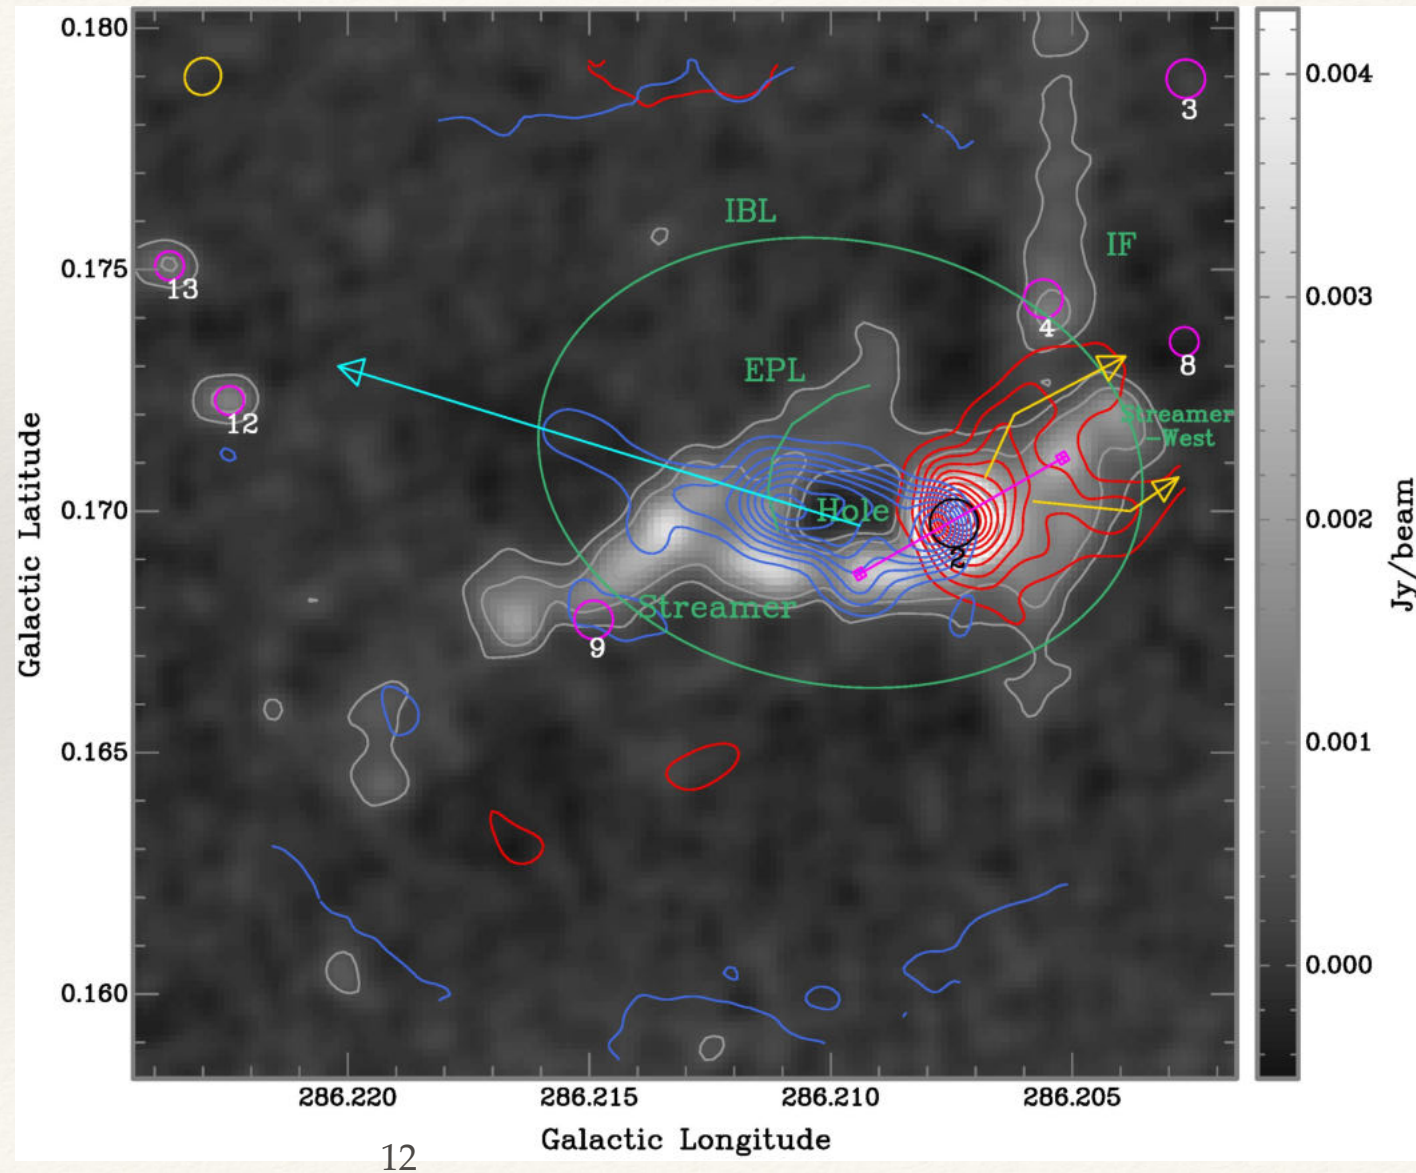 0.180
0.004
3
IBL
IF
0.175
13
0.003
4
8
EPL
12
Streamer
-West
Galactic Latitude
0.170
Hole
0.002
2
Jy/beam
Streamer
9
0.165
0.001
0.160
0.000
286.220
286.215
286.210
286.205
Galactic Longitude
12